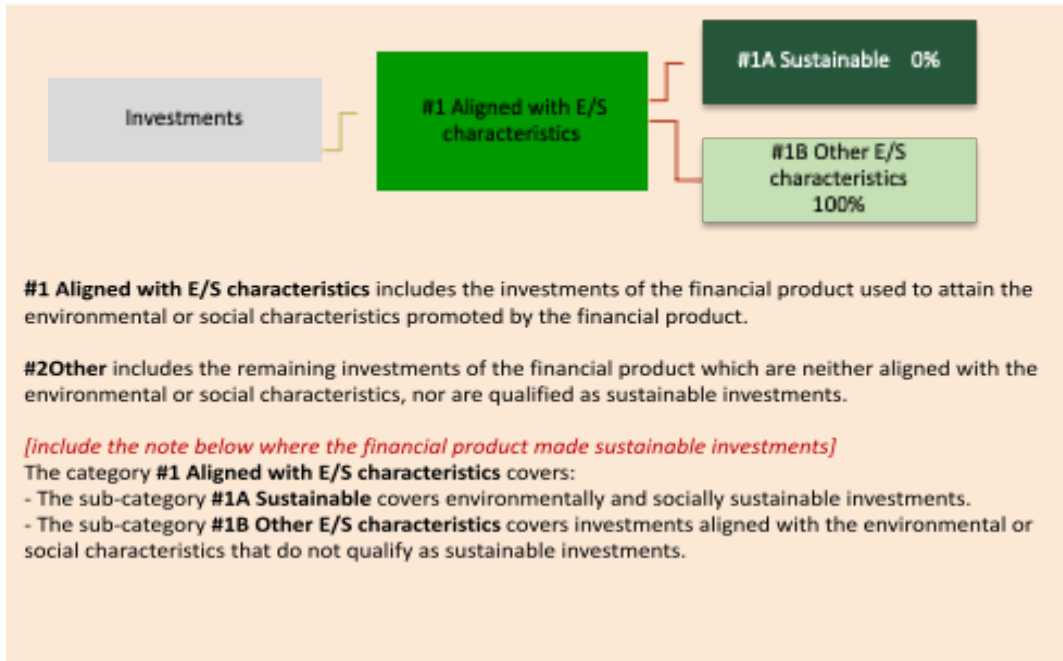 Investments
#1 Aligned with E/S
characteristics
#1A Sustainable 0%
#1B Other E/S
characteristics
100%
#1 Aligned with E/S characteristics includes the investments of the financial product used to attain the
environmental or social characteristics promoted by the financial product.
#2Other includes the remaining investments of the financial product which are neither aligned with the
environmental or social characteristics, nor are qualified as sustainable investments.
[include the note below where the financial product made sustainable investments]
The category #1 Aligned with E/S characteristics covers:
- The sub-category #1A Sustainable covers environmentally and socially sustainable investments.
- The sub-category #1B Other E/S characteristics covers investments aligned with the environmental or
social characteristics that do not qualify as sustainable investments.